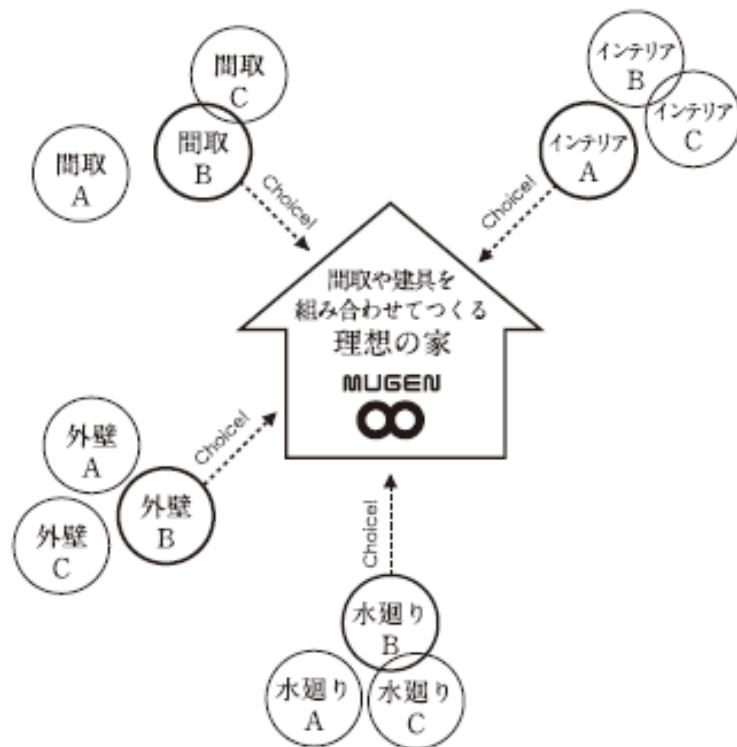 間取
C
間取
B
間取
A
Choice!
インテリア
B
インテリア
C
インテリア
A
Choice!
間取や建具を
組み合わせてつくる
理想の家
MUGEN
外壁
A
外壁
B
外壁
C
Choice!
Choice!
水廻り
B
水廻り
A
水廻り
C